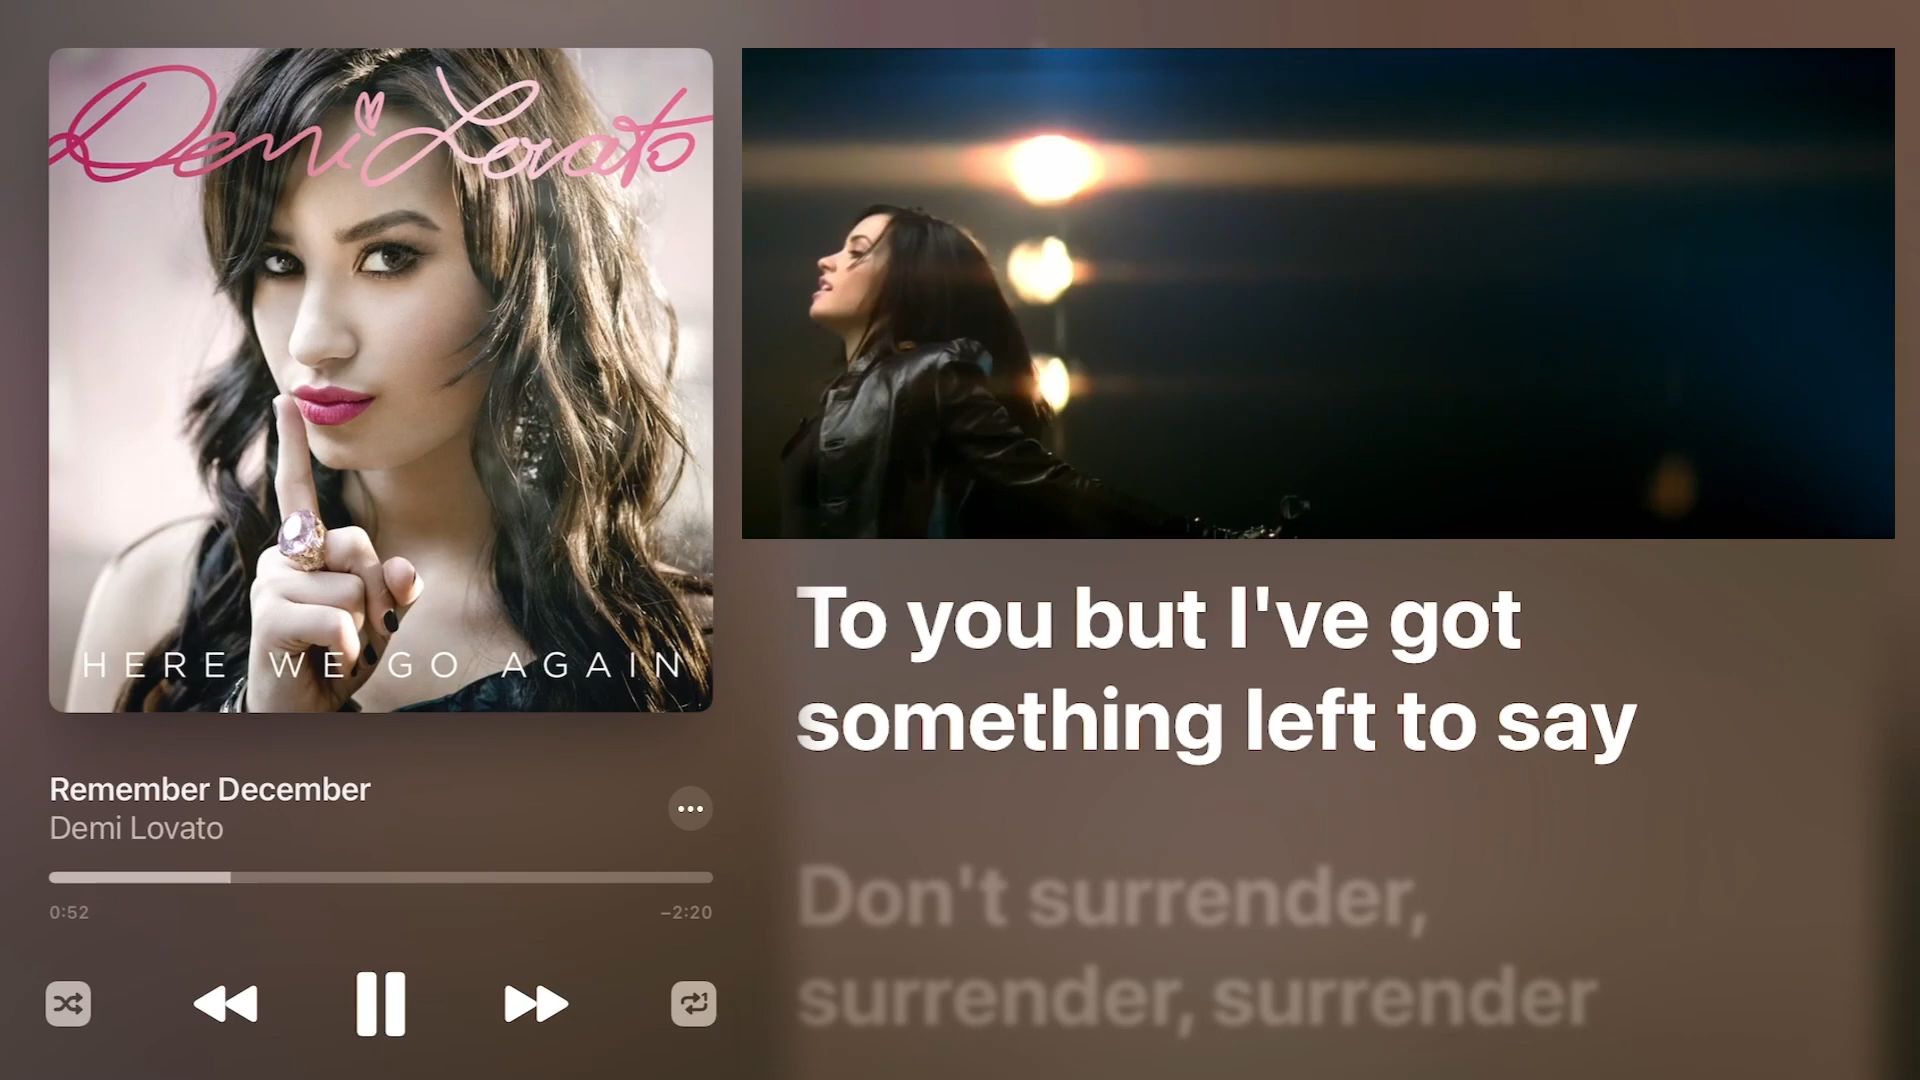 Demi Lovato
HERE WE GO AGAIN
Remember December
Demi Lovato
0:52
−2:20
1
To you but I've got
something left to say
Don't surrender,
surrender, surrender